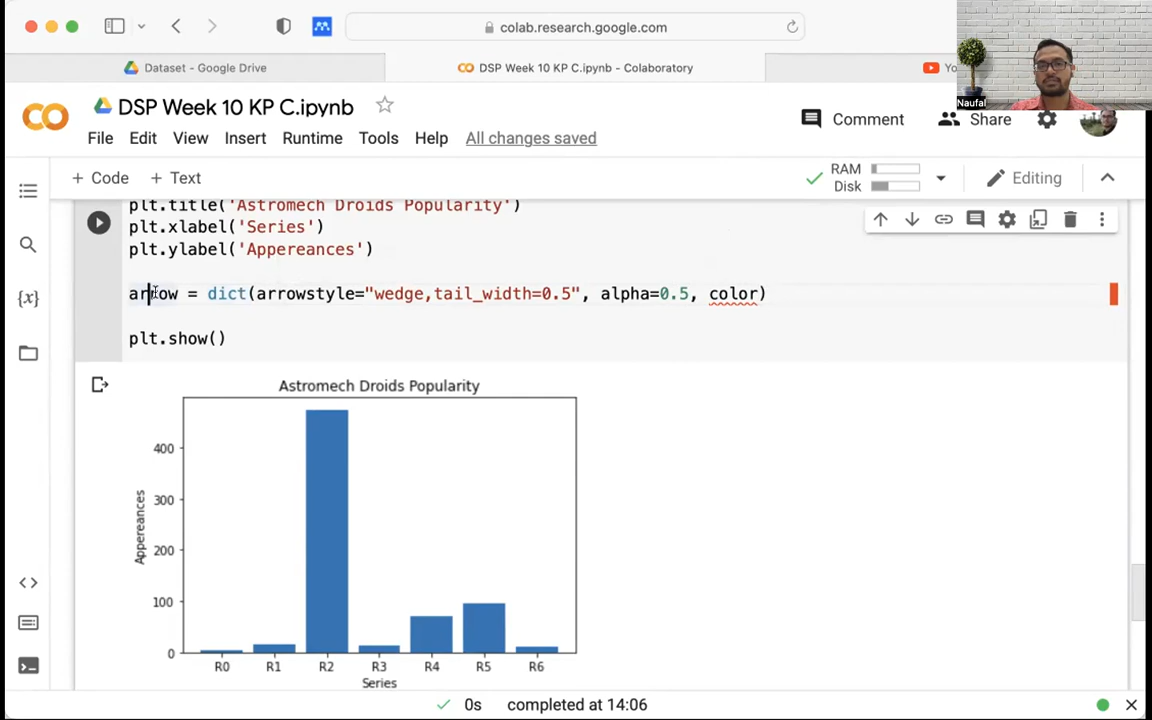 colab.research.google.com
Dataset - Google Drive
DSP Week 10 KP C.ipynb - Colaboratory
Naufal
DSP Week 10 KP C.ipynb
Comment
Share
File Edit View Insert Runtime Tools Help All changes saved
+ Code + Text
RAM
Disk
Editing
plt.title('Astromech Droids Popularity')
plt.xlabel('Series')
plt.ylabel('Appereances')
arrow = dict(arrowstyle="wedge,tail_width=0.5", alpha=0.5, color)
plt.show()
{x}
Astromech Droids Popularity
400
300
200
100
0
Appereances
R0 R1 R2 R3 R4 R5 R6
Series
0s completed at 14:06